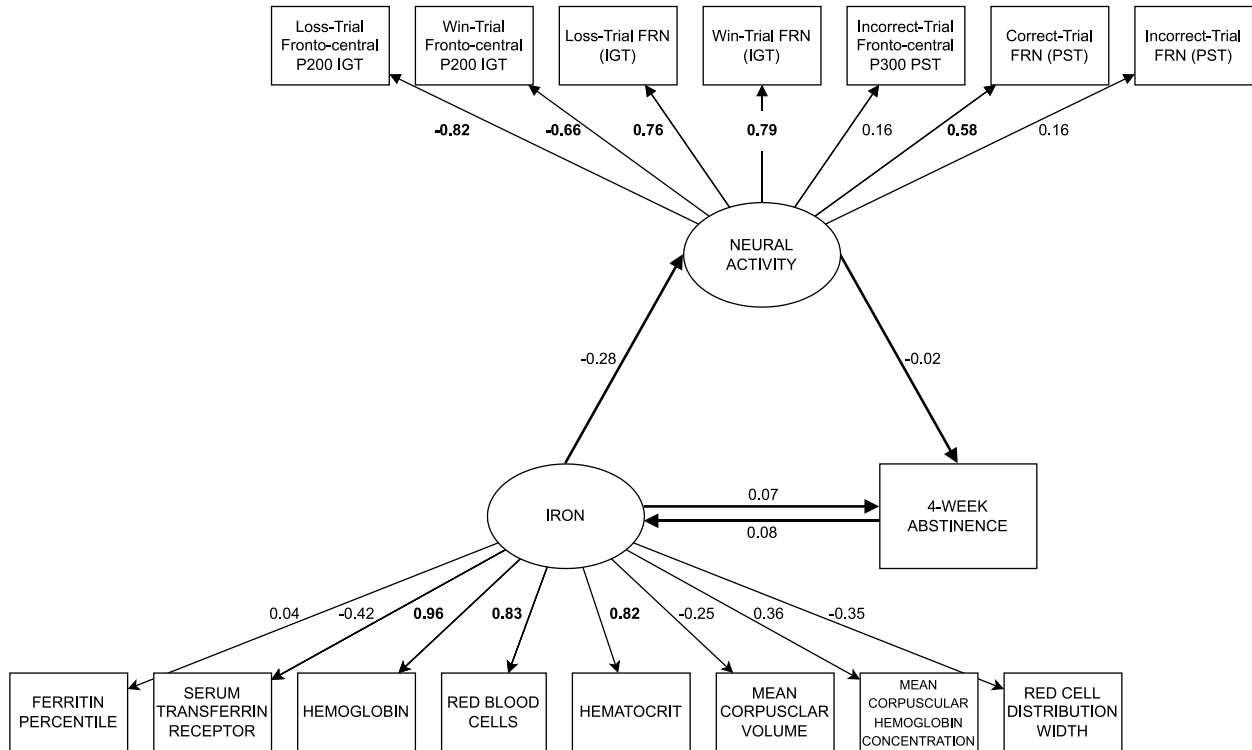 Loss-Trial
Fronto-central
P200 IGT
Win-Trial
Fronto-central
P200 IGT
Loss-Trial FRN
(IGT)
Win-Trial FRN
(IGT)
Incorrect-Trial
Fronto-central
P300 PST
Correct-Trial
FRN (PST)
Incorrect-Trial
FRN (PST)
-0.82
-0.66
0.76
0.79
0.16
0.58
0.16
NEURAL
ACTIVITY
-0.28
-0.02
IRON
0.07
0.08
4-WEEK
ABSTINENCE
0.04
-0.42
0.96
0.83
0.82
-0.25
0.36
-0.35
FERRITIN
PERCENTILE
SERUM
TRANSFERRIN
RECEPTOR
HEMOGLOBIN
RED BLOOD
CELLS
HEMATOCRIT
MEAN
CORPUSCLAR
VOLUME
MEAN
CORPUSCULAR
HEMOGLOBIN
CONCENTRATION
RED CELL
DISTRIBUTION
WIDTH